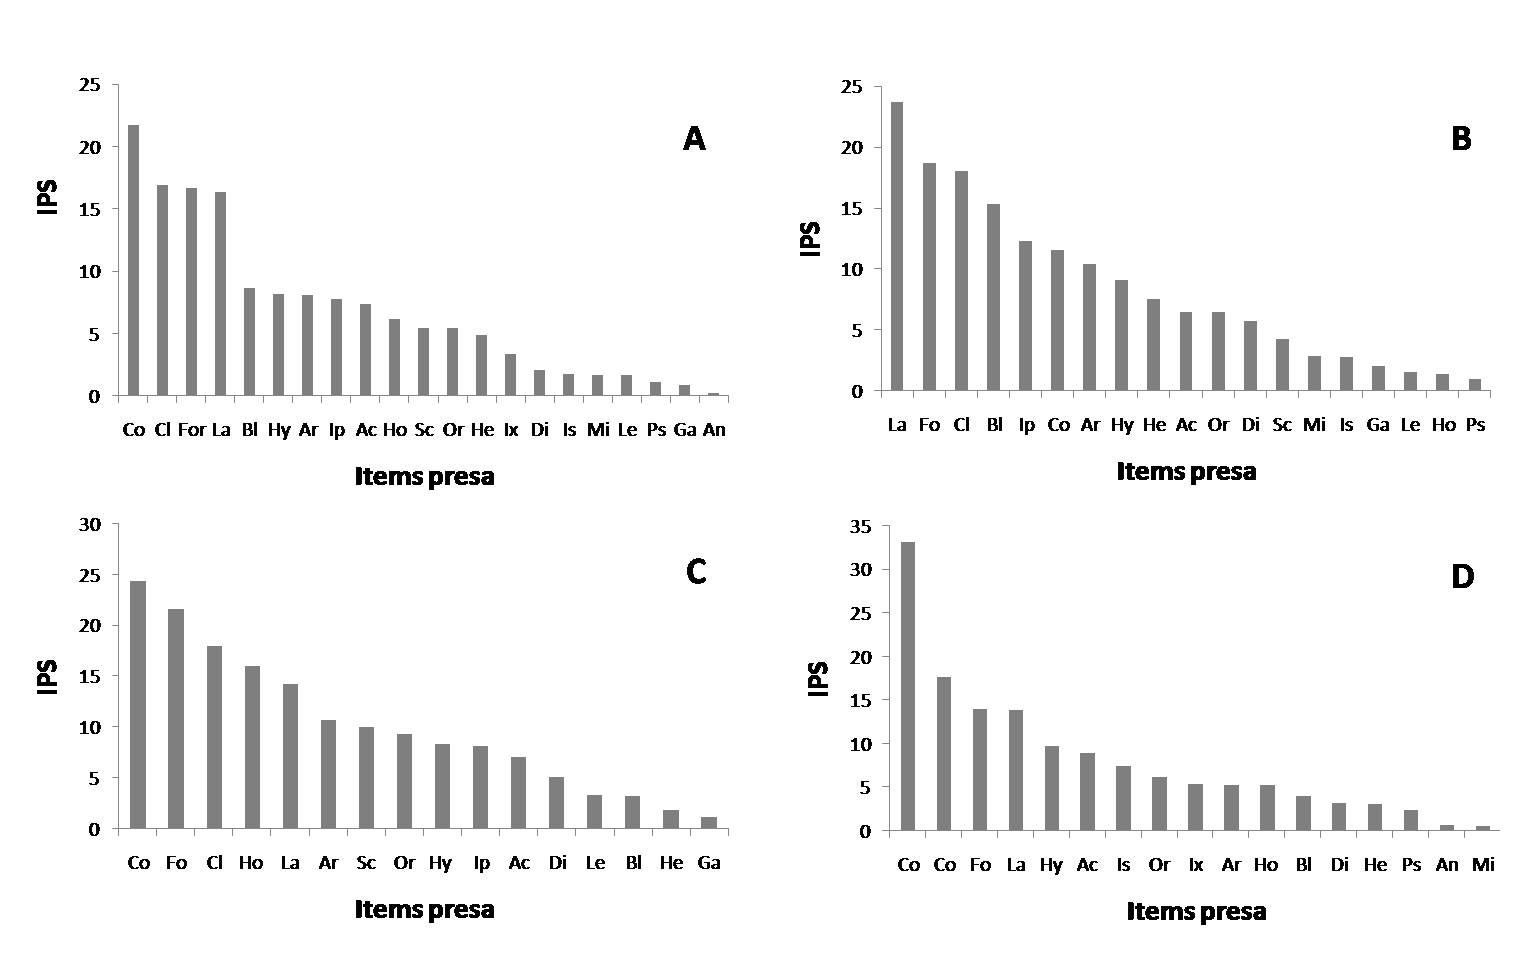 A
IPS
25
20
15
10
5
0
Co Cl For La Bl Hy Ar Ip Ac Ho Sc Or He Ix Di Is Mi Le Ps Ga An
Items presa
B
IPS
25
20
15
10
5
0
La Fo Cl Bl Ip Co Ar Hy He Ac Or Di Sc Mi Is Ga Le Ho Ps
Items presa
C
IPS
30
25
20
15
10
5
0
Co Fo Cl Ho La Ar Sc Or Hy Ip Ac Di Le Bl He Ga
Items presa
D
IPS
35
30
25
20
15
10
5
0
Co Co Fo La Hy Ac Is Or Ix Ar Ho Bl Di He Ps An Mi
Items presa